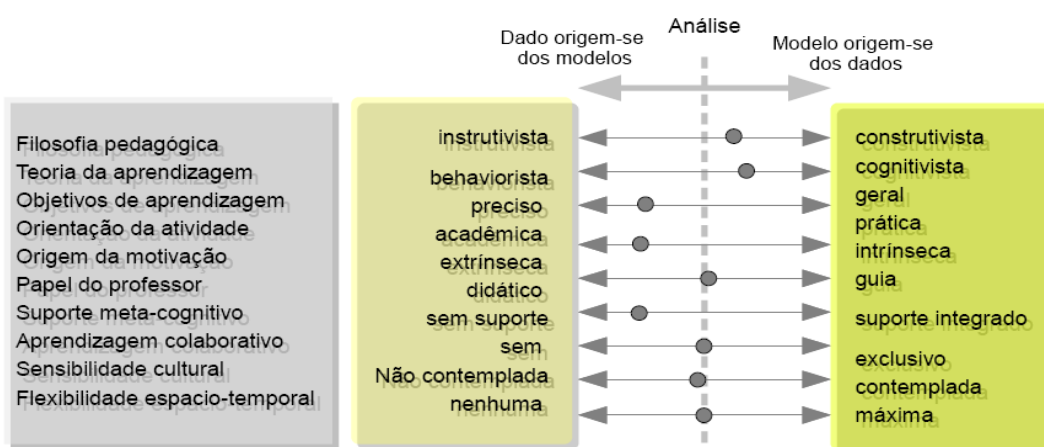 Análise
Dado origem-se
dos modelos
Modelo origem-se
dos dados
Filosofia pedagógica
Teoria da aprendizagem
Objetivos de aprendizagem
Orientação da atividade
Origem da motivação
Papel do professor
Suporte meta-cognitivo
Aprendizagem colaborativo
Sensibilidade cultural
Flexibilidade espacio-temporal
instrutivista
behaviorista
preciso
acadêmica
extrínseca
didático
sem suporte
sem
Não contemplada
nenhuma
construtivista
cognitivista
geral
prática
intrínseca
guia
suporte integrado
exclusivo
contemplada
máxima